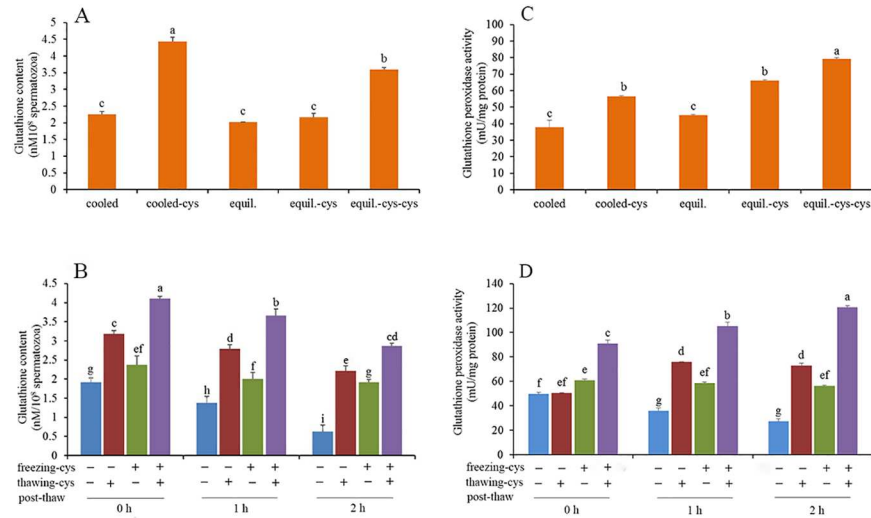 A
Glutathione content
(nM10⁸ spermatozoa)
5
4.5
4
3.5
3
2.5
2
1.5
1
0.5
0
c
a
c
c
b
cooled
cooled-cys
equil.
equil.-cys
equil.-cys-cys
C
Glutathione peroxidase activity
(mU/mg protein)
100
90
80
70
60
50
40
30
20
10
0
c
b
c
b
a
cooled
cooled-cys
equil.
equil.-cys
equil.-cys-cys
B
Glutathione content
(nM/10⁸ spermatozoa)
4.5
4
3.5
3
2.5
2
1.5
1
0.5
0
g
c
ef
a
h
d
f
b
i
e
g
cd
freezing-cys – – + + – – + + – – + +
thawing-cys – + – + – + – + – + – +
post-thaw
0 h
1 h
2 h
D
Glutathione peroxidase activity
(mU/mg protein)
140
120
100
80
60
40
20
0
f
ef
e
c
g
d
ef
b
g
d
ef
a
freezing-cys – – + + – – + + – – + +
thawing-cys – + – + – + – + – + – +
post-thaw
0 h
1 h
2 h